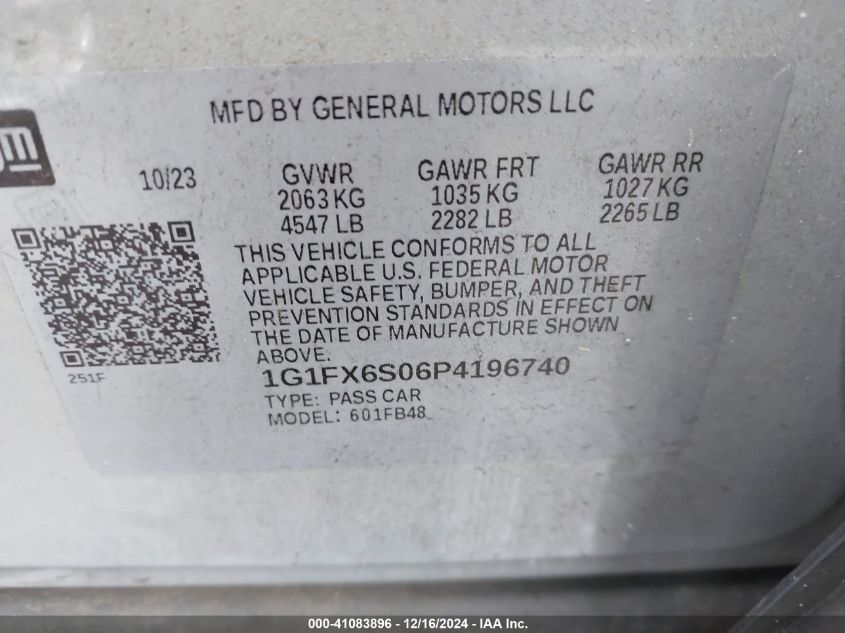 MFD BY GENERAL MOTORS LLC
gm
10/23 GVWR GAWR FRT GAWR RR
2063 KG 1035 KG 1027 KG
4547 LB 2282 LB 2265 LB
THIS VEHICLE CONFORMS TO ALL
APPLICABLE U.S. FEDERAL MOTOR
VEHICLE SAFETY, BUMPER, AND THEFT
PREVENTION STANDARDS IN EFFECT ON
THE DATE OF MANUFACTURE SHOWN
ABOVE.
251F
1G1FX6S06P4196740
TYPE: PASS CAR
MODEL: 601FB48
000-41083896 - 12/16/2024 - IAAI.COM